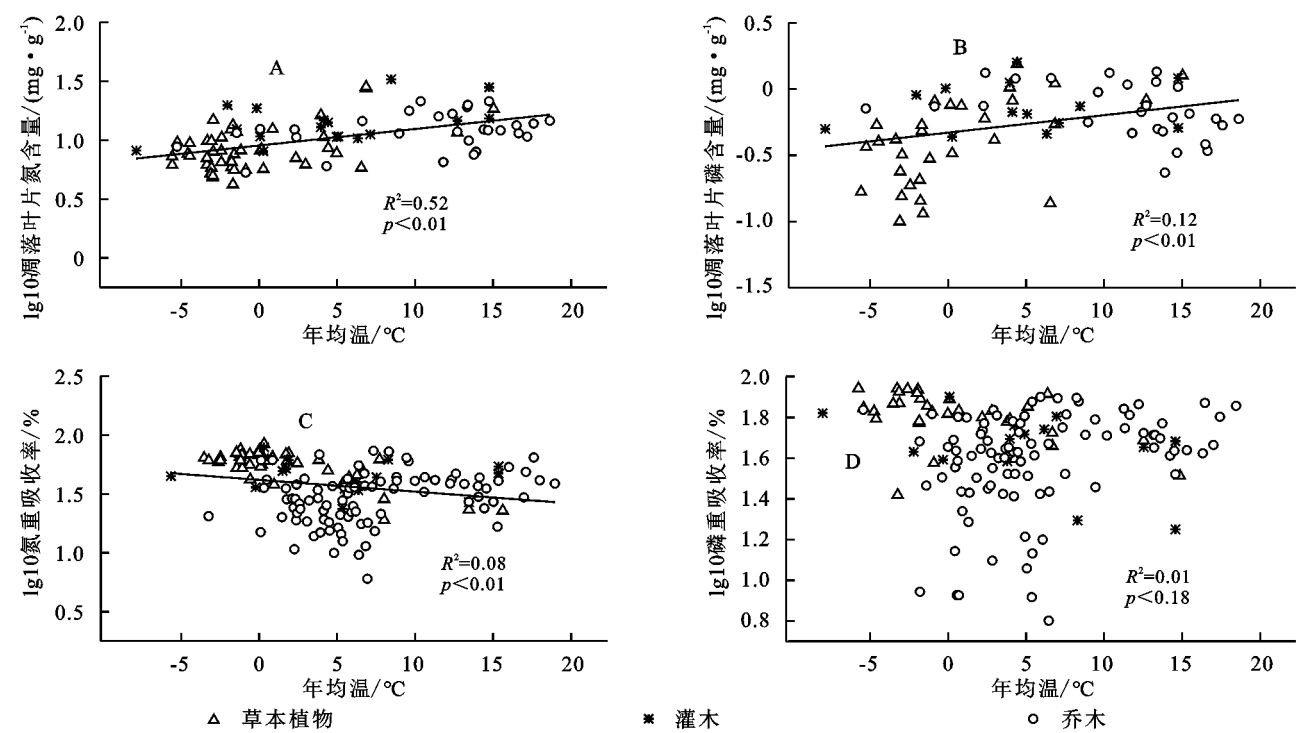 lg10凋落叶片氮含量/(mg·g⁻¹)
2.0
1.5
1.0
0.5
0
A
R²=0.52
p<0.01
-5 0 5 10 15 20
年均温/℃
lg10凋落叶片磷含量/(mg·g⁻¹)
0.5
0
-0.5
-1.0
-1.5
B
R²=0.12
p<0.01
-5 0 5 10 15 20
年均温/℃
lg10氮重吸收率/%
2.5
2.0
1.5
1.0
0.5
C
R²=0.08
p<0.01
-5 0 5 10 15 20
年均温/℃
lg10磷重吸收率/%
2.0
1.8
1.6
1.4
1.2
1.0
0.8
D
R²=0.01
p<0.18
-5 0 5 10 15 20
年均温/℃
草本植物 灌木 乔木